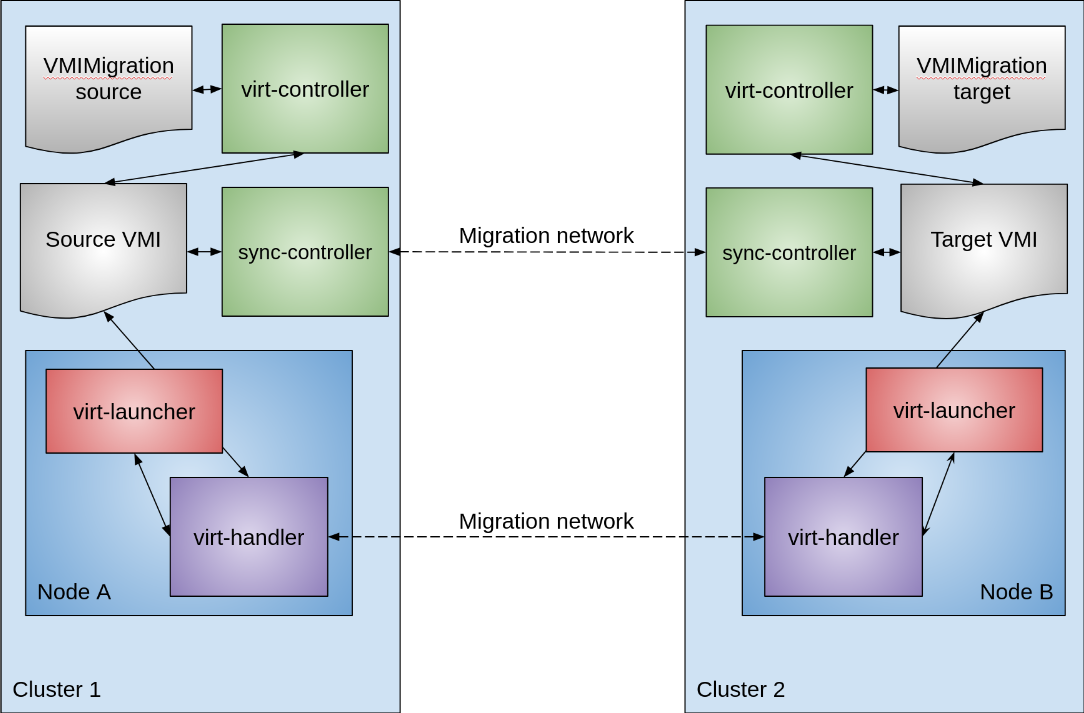 VMIMigration
source
virt-controller
Source VMI
sync-controller
virt-launcher
virt-handler
Node A
Cluster 1
Migration network
Migration network
virt-controller
VMIMigration
target
sync-controller
Target VMI
virt-launcher
virt-handler
Node B
Cluster 2